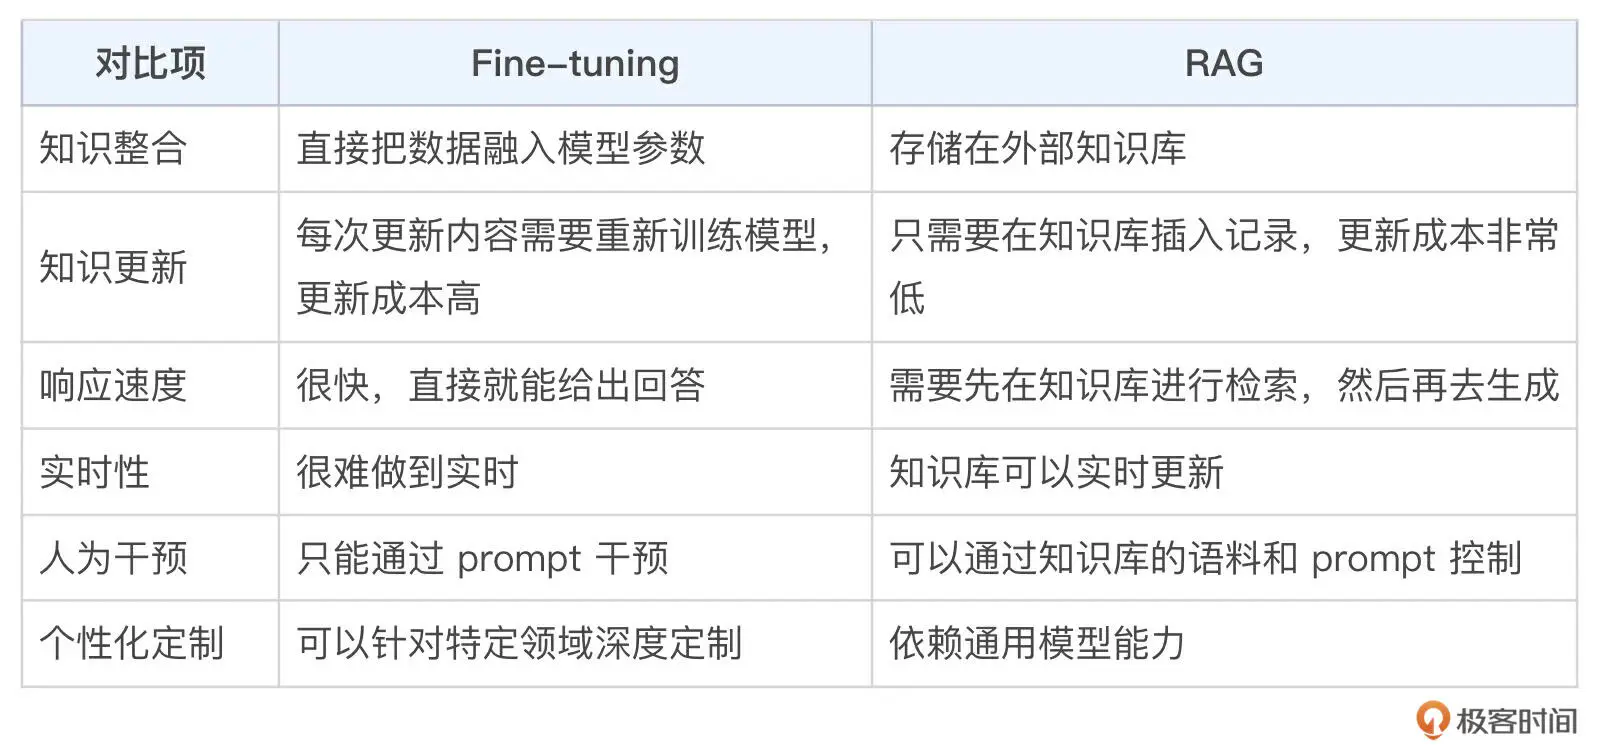 对比项 Fine-tuning RAG
知识整合 直接把数据融入模型参数 存储在外部知识库
知识更新 每次更新内容需要重新训练模型，更新成本高 只需要在知识库插入记录，更新成本非常低
响应速度 很快，直接就能给出回答 需要先在知识库进行检索，然后再去生成
实时性 很难做到实时 知识库可以实时更新
人为干预 只能通过 prompt 干预 可以通过知识库的语料和 prompt 控制
个性化定制 可以针对特定领域深度定制 依赖通用模型能力
极客时间